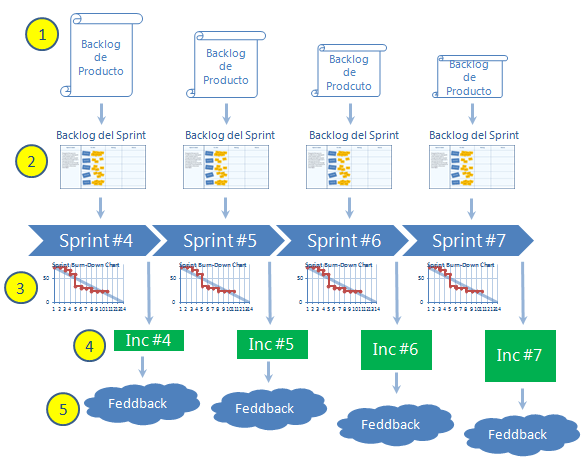 1
Backlog
de
Producto
Backlog
de
Producto
Backlog
de
Prodcuto
Backlog
de
Producto
Backlog del Sprint
Backlog del Sprint
Backlog del Sprint
Backlog del Sprint
2
Sprint #4
Sprint #5
Sprint #6
Sprint #7
3
Sprint Burn-Down Chart
50
0
1 2 3 4 5 6 7 8 9 10 11 12 13 14
Sprint Burn-Down Chart
50
0
1 2 3 4 5 6 7 8 9 10 11 12 13 14
Sprint Burn-Down Chart
50
0
1 2 3 4 5 6 7 8 9 10 11 12 13 14
Sprint Burn-Down Chart
50
0
1 2 3 4 5 6 7 8 9 10 11 12 13 14
4
Inc #4
Inc #5
Inc #6
Inc #7
5
Feddback
Feddback
Feddback
Feddback